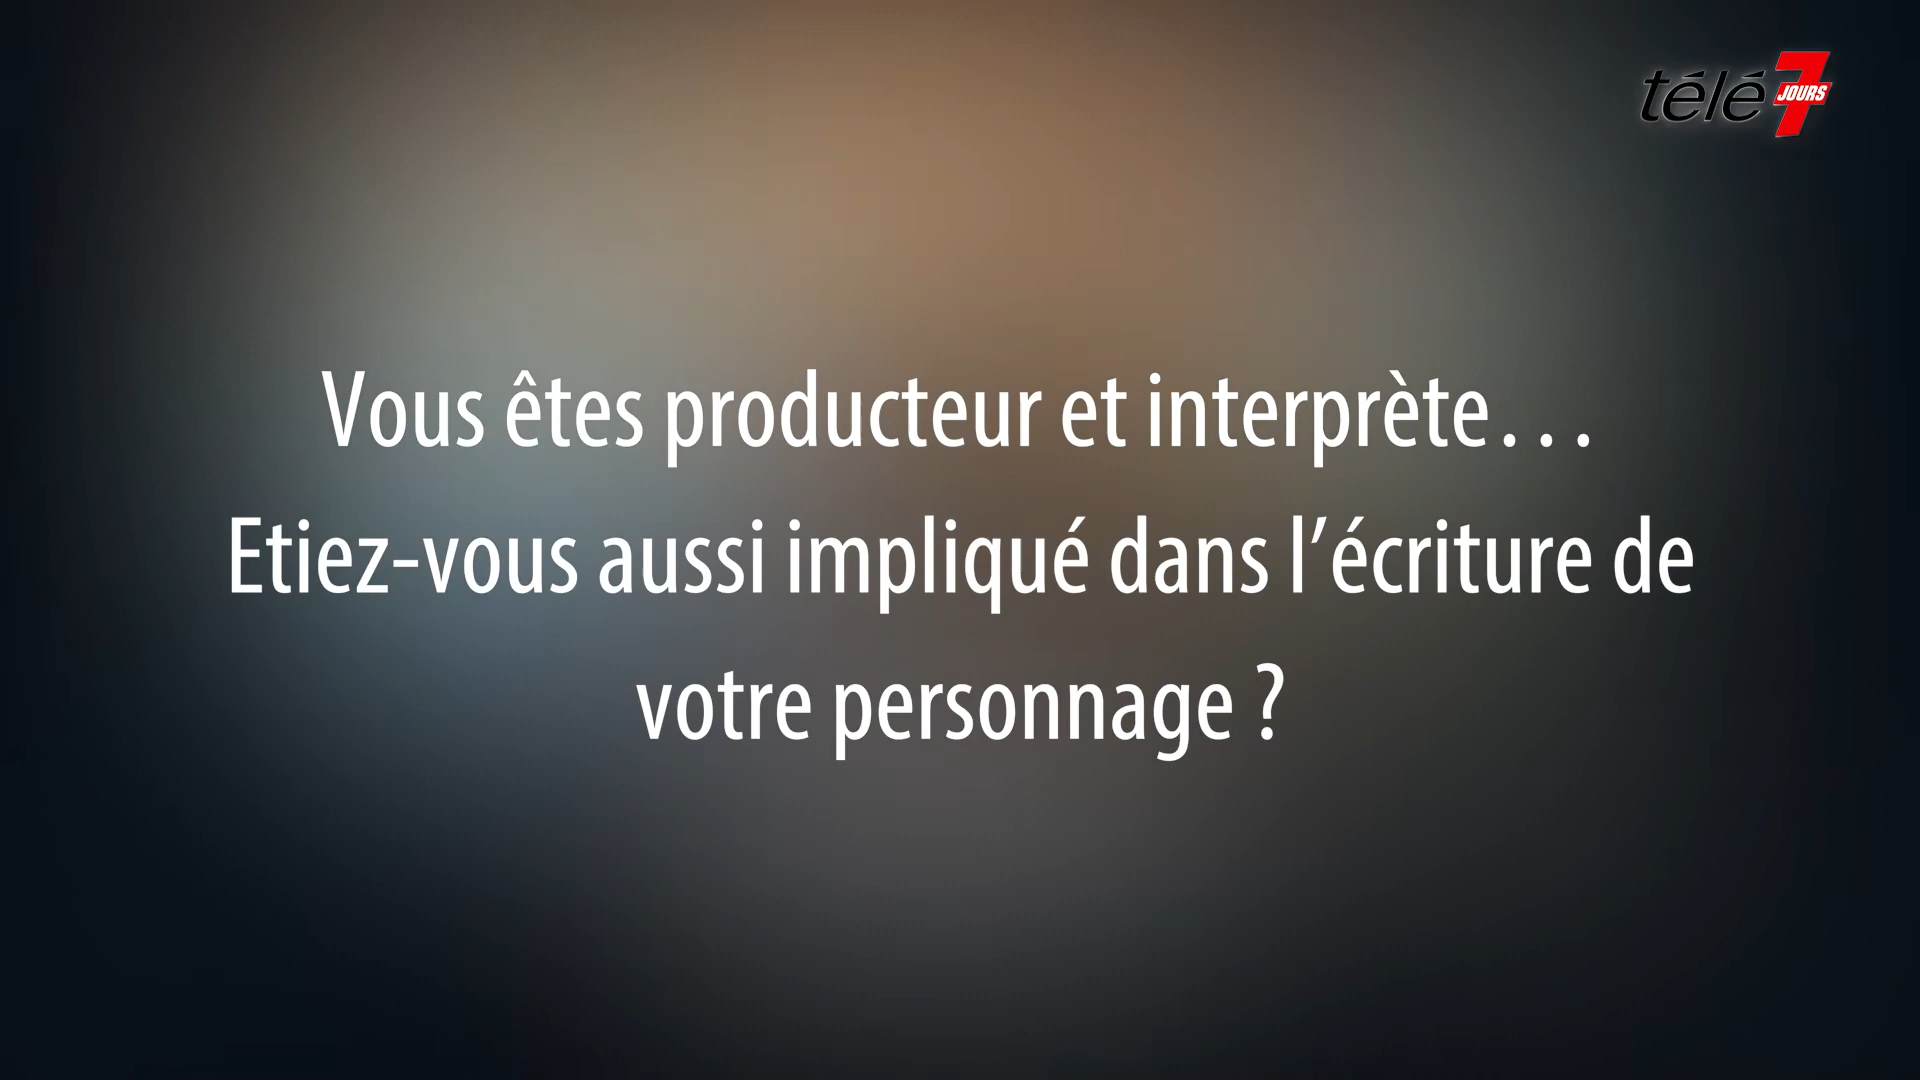 télé 7 JOURS
Vous êtes producteur et interprète…
Etiez-vous aussi impliqué dans l’écriture de
votre personnage ?